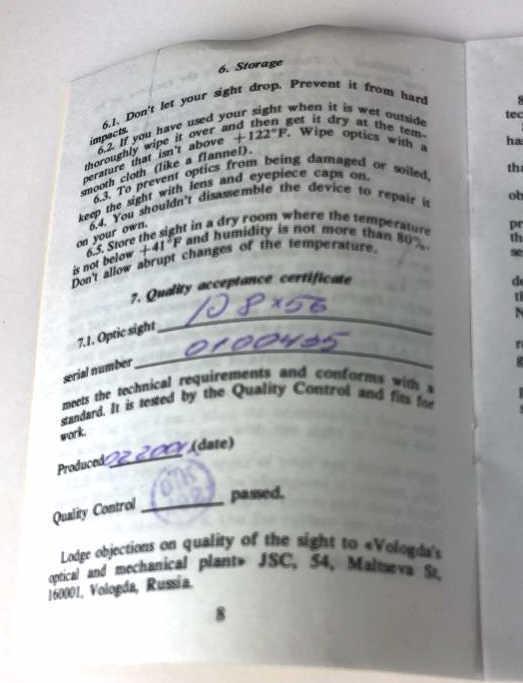 6. Storage
6.1. Don't let your sight drop. Prevent it from hard
impacts.
6.2. If you have used your sight when it is wet outside
thoroughly wipe it over and then get it dry at the tem-
perature that isn't above +122°F. Wipe optics with a
smooth cloth (like a flannel).
6.3. To prevent optics from being damaged or soiled,
keep the sight with lens and eyepiece caps on.
6.4. You shouldn't disassemble the device to repair it
on your own.
6.5. Store the sight in a dry room where the temperature
is not below +41°F and humidity is not more than 80%.
Don't allow abrupt changes of the temperature.
7. Quality acceptance certificate
7.1. Optic sight 8x56
serial number 0100435
meets the technical requirements and conforms with a
standard. It is tested by the Quality Control and fits for
work.
Produced 02.2001 (date)
ОТК
Quality Control passed.
Lodge objections on quality of the sight to «Vologda's
optical and mechanical plant» JSC, 54, Maltseva St,
160001, Vologda, Russia.
8